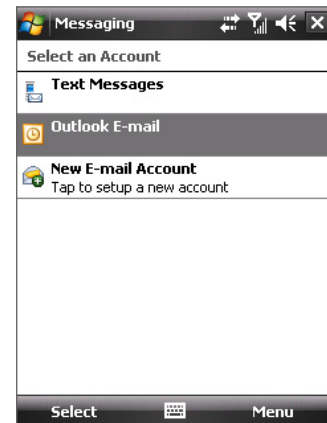 Messaging
Select an Account
Text Messages
Outlook E-mail
New E-mail Account
Tap to setup a new account
Select Menu